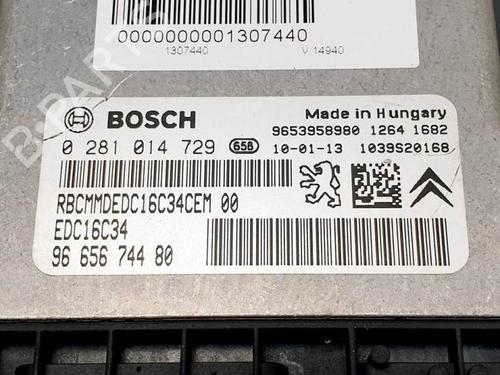 0000000001307440
1307440 V 14940
BOSCH
Made in Hungary
9653958980 1264 1682
0 281 014 729 658 10-01-13 1039S20168
RBCMMDEDC16C34CEM 00
EDC16C34
96 656 744 80
B-Parts